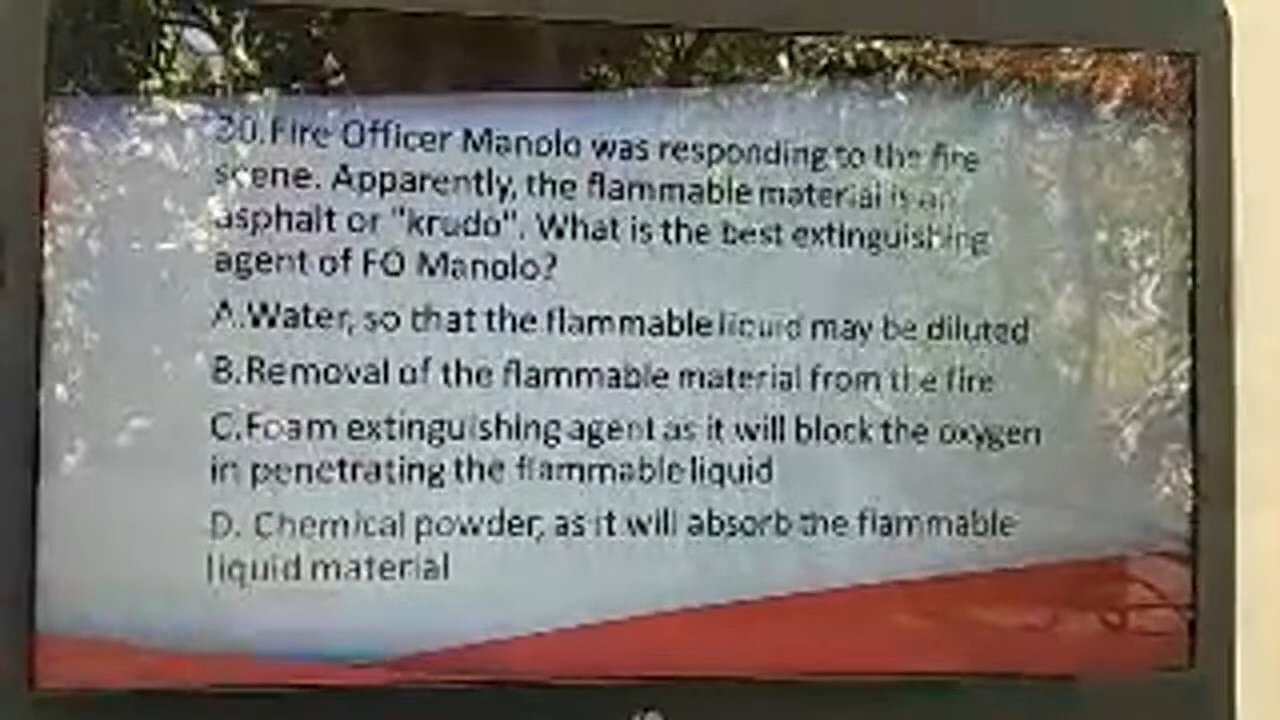 20.Fire Officer Manolo was responding to the fire
scene. Apparently, the flammable material is an
asphalt or "krudo". What is the best extinguishing
agent of FO Manolo?
A.Water, so that the flammable liquid may be diluted
B.Removal of the flammable material from the fire
C.Foam extinguishing agent as it will block the oxygen
in penetrating the flammable liquid
D. Chemical powder, as it will absorb the flammable
liquid material